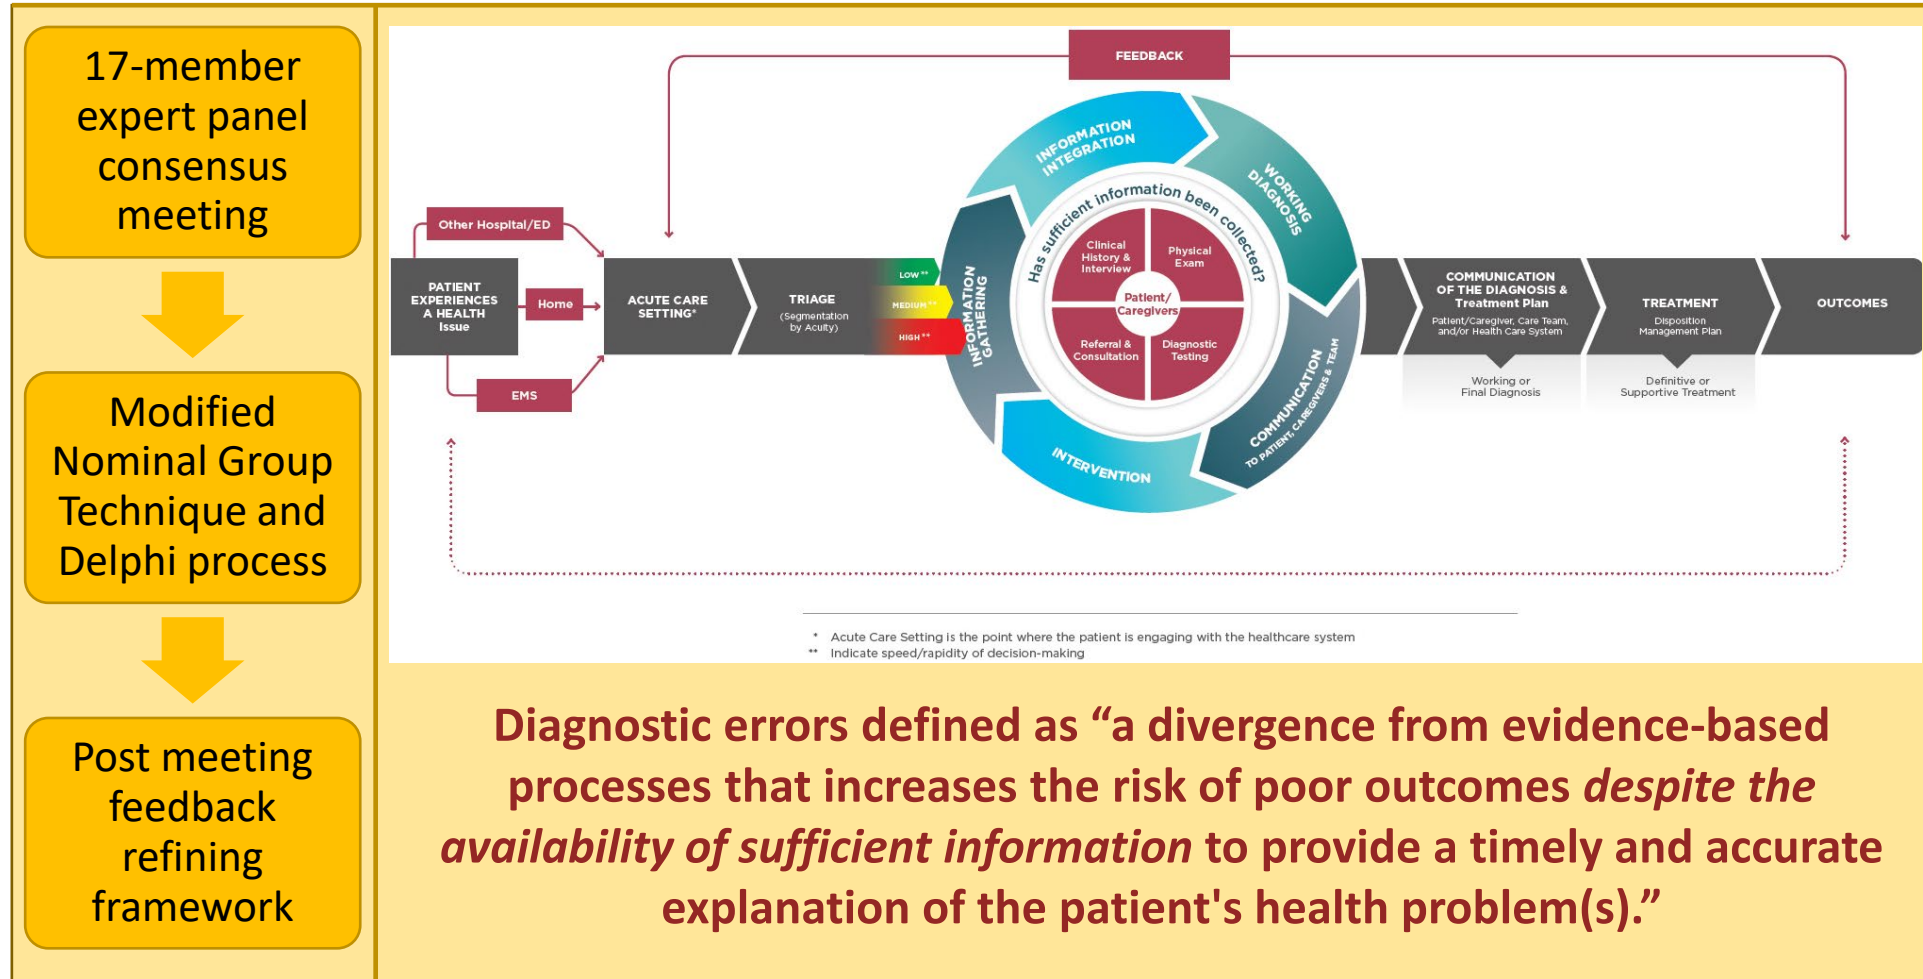 17-member
expert panel
consensus
meeting
Modified
Nominal Group
Technique and
Delphi process
Post meeting
feedback
refining
framework
FEEDBACK
Other Hospital/ED
PATIENT
EXPERIENCES
A HEALTH
Issue
Home
EMS
ACUTE CARE
SETTING*
TRIAGE
(Segmentation
by Acuity)
LOW **
MEDIUM **
HIGH **
INFORMATION
GATHERING
INFORMATION
INTEGRATION
WORKING
DIAGNOSIS
COMMUNICATION
TO PATIENT, CAREGIVERS & TEAM
INTERVENTION
Has sufficient information been collected?
Clinical
History &
Interview
Physical
Exam
Patient/
Caregivers
Referral &
Consultation
Diagnostic
Testing
COMMUNICATION
OF THE DIAGNOSIS &
Treatment Plan
Patient/Caregiver, Care Team,
and/or Health Care System
Working or
Final Diagnosis
TREATMENT
Disposition
Management Plan
Definitive or
Supportive Treatment
OUTCOMES
* Acute Care Setting is the point where the patient is engaging with the healthcare system
** Indicate speed/rapidity of decision-making
Diagnostic errors defined as “a divergence from evidence-based
processes that increases the risk of poor outcomes despite the
availability of sufficient information to provide a timely and accurate
explanation of the patient's health problem(s).”